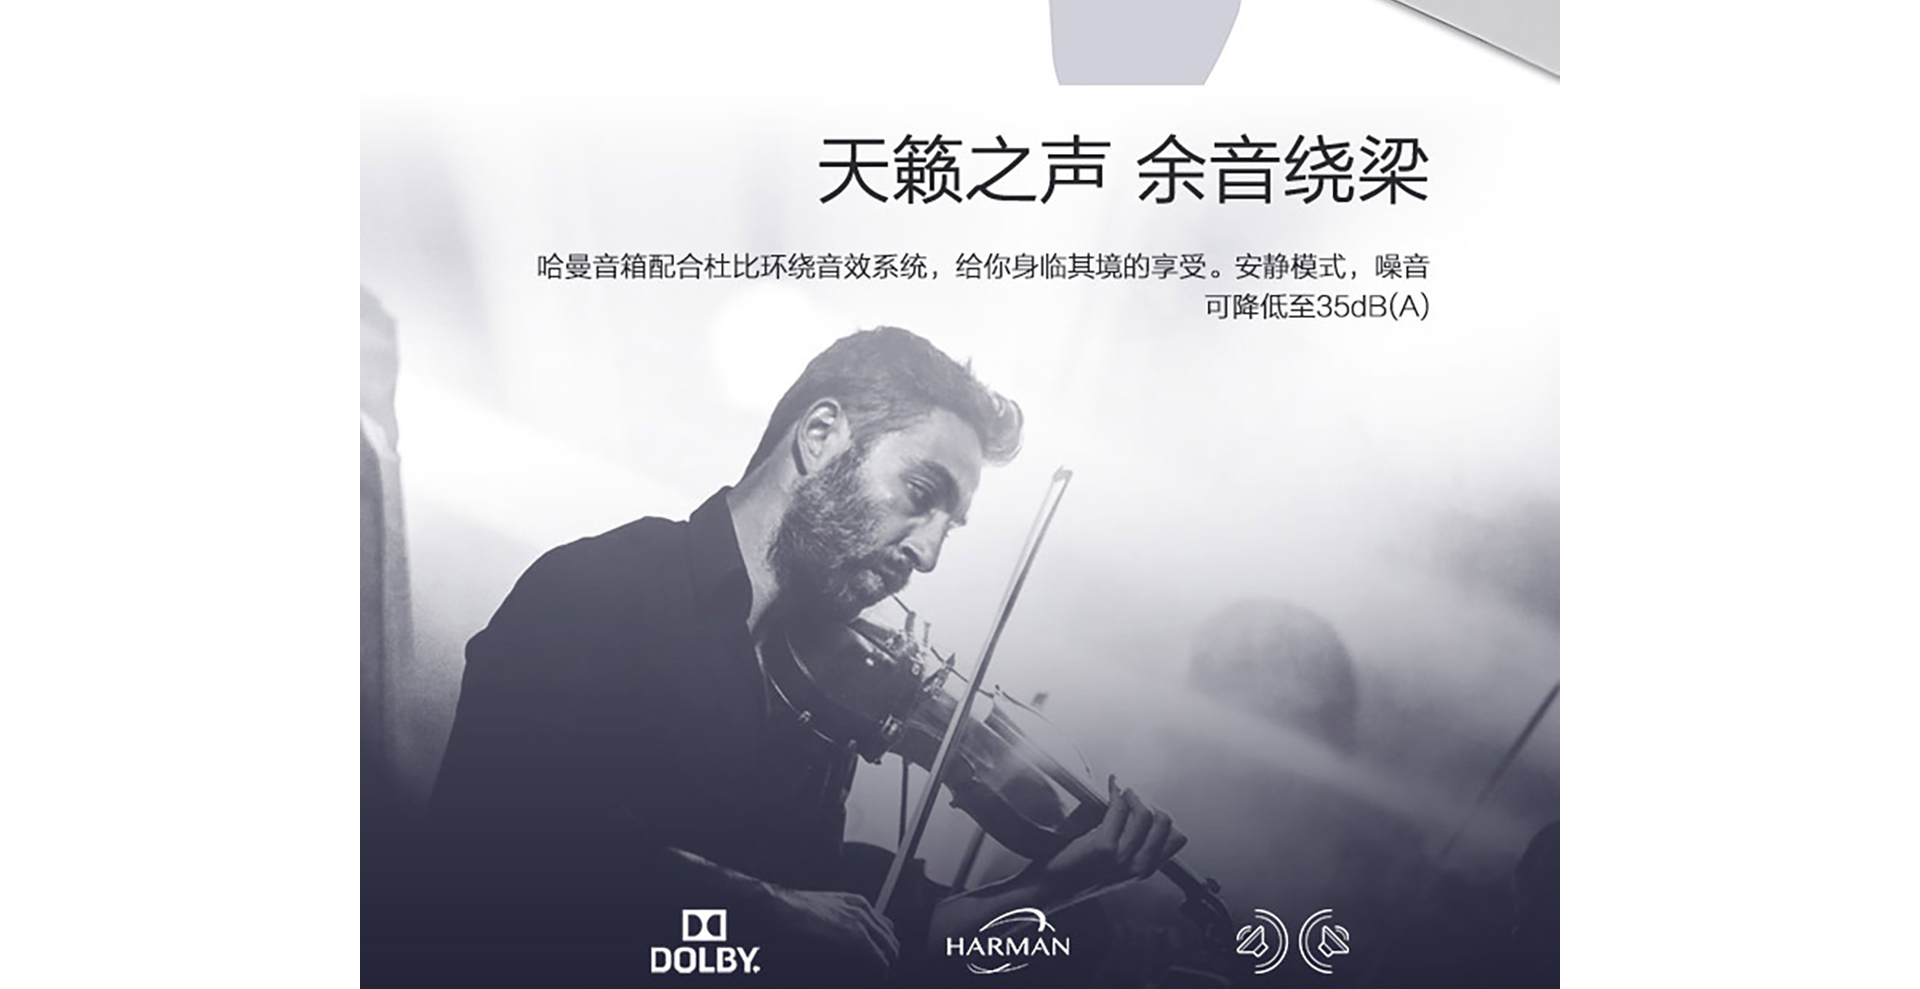 天籁之声 余音绕梁
哈曼音箱配合杜比环绕音效系统，给你身临其境的享受。安静模式，噪音
可降低至35dB(A)
DOLBY.
HARMAN